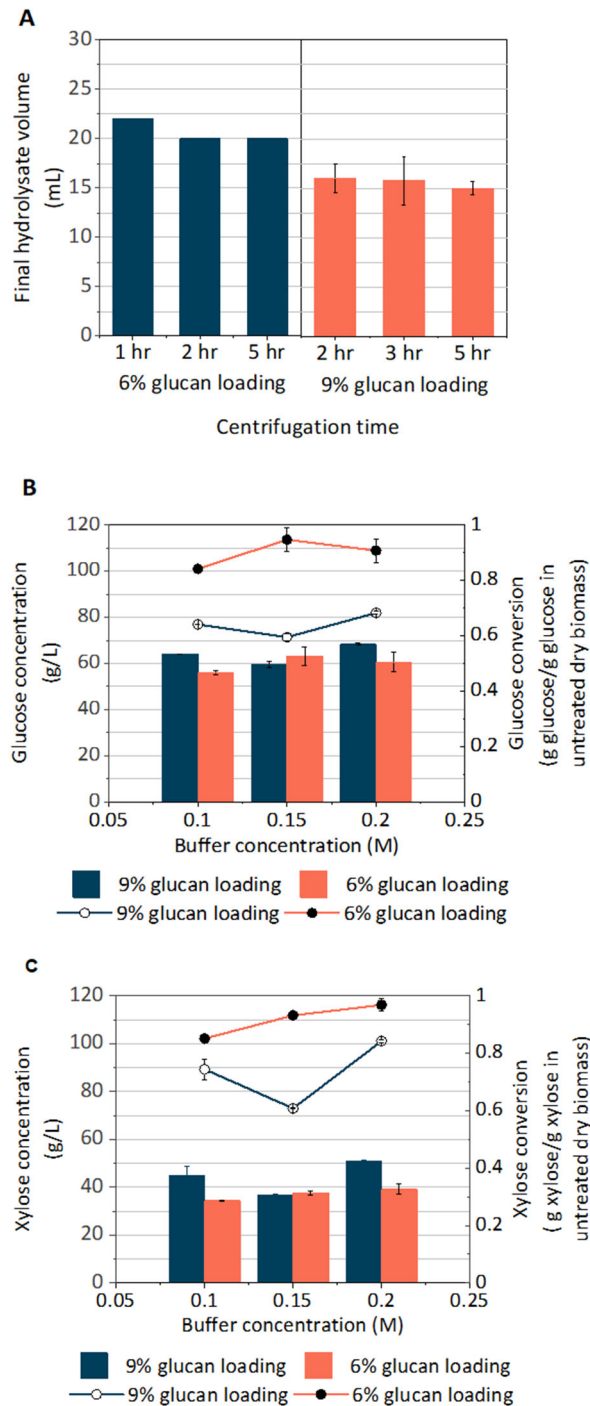 A
Final hydrolysate volume
(mL)
30
25
20
15
10
5
0
1 hr 2 hr 5 hr 2 hr 3 hr 5 hr
6% glucan loading 9% glucan loading
Centrifugation time
B
Glucose concentration
(g/L)
120
100
80
60
40
20
0
1
0.8
0.6
0.4
0.2
0
Glucose conversion
(g glucose/g glucose in
untreated dry biomass)
0.05 0.1 0.15 0.2 0.25
Buffer concentration (M)
9% glucan loading 6% glucan loading
9% glucan loading 6% glucan loading
C
Xylose concentration
(g/L)
120
100
80
60
40
20
0
1
0.8
0.6
0.4
0.2
0
Xylose conversion
( g xylose/g xylose in
untreated dry biomass)
0.05 0.1 0.15 0.2 0.25
Buffer concentration (M)
9% glucan loading 6% glucan loading
9% glucan loading 6% glucan loading